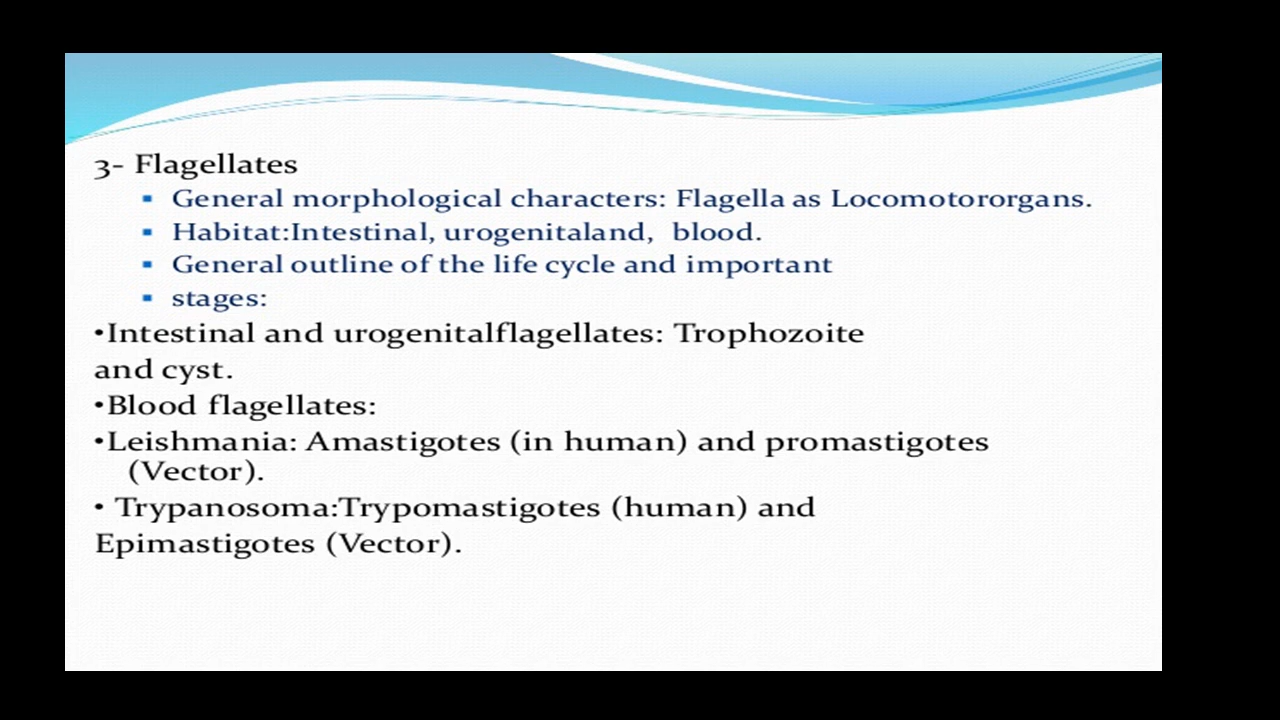 3- Flagellates
▪ General morphological characters: Flagella as Locomotororgans.
▪ Habitat:Intestinal, urogenitaland, blood.
▪ General outline of the life cycle and important
▪ stages:
•Intestinal and urogenitalflagellates: Trophozoite
and cyst.
•Blood flagellates:
•Leishmania: Amastigotes (in human) and promastigotes
(Vector).
• Trypanosoma:Trypomastigotes (human) and
Epimastigotes (Vector).